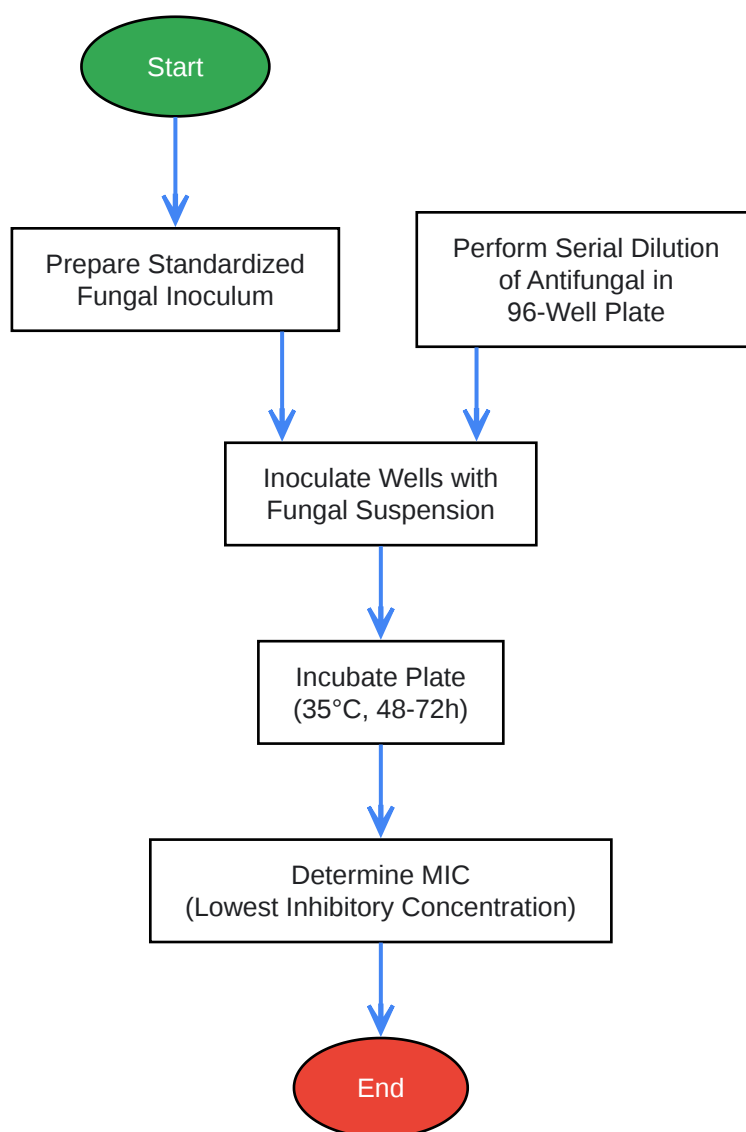 Start
Prepare Standardized
Fungal Inoculum
Perform Serial Dilution
of Antifungal in
96-Well Plate
Inoculate Wells with
Fungal Suspension
Incubate Plate
(35°C, 48-72h)
Determine MIC
(Lowest Inhibitory Concentration)
End